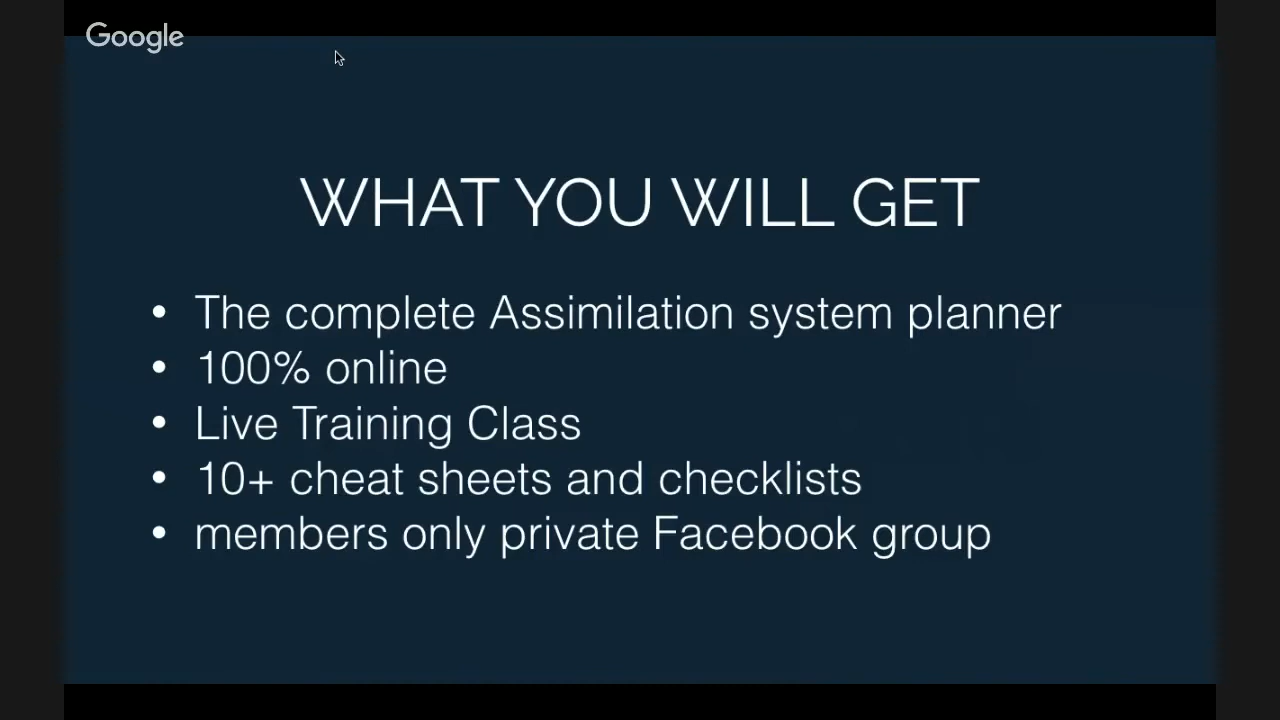 Google
WHAT YOU WILL GET
• The complete Assimilation system planner
• 100% online
• Live Training Class
• 10+ cheat sheets and checklists
• members only private Facebook group